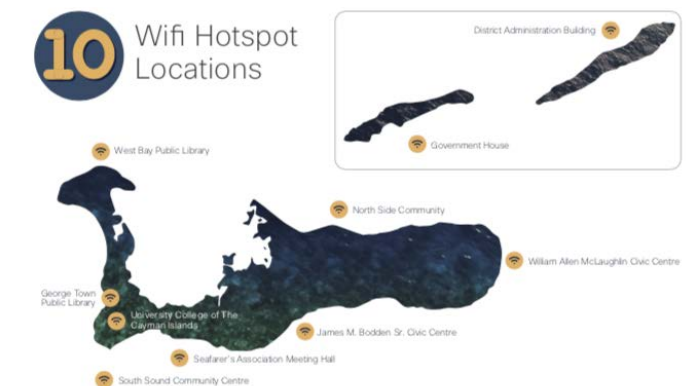 10
Wifi Hotspot
Locations
District Administration Building
Government House
West Bay Public Library
North Side Community
William Allen McLaughlin Civic Centre
George Town
Public Library
University College of The
Cayman Islands
James M. Bodden Sr. Civic Centre
Seafarer's Association Meeting Hall
South Sound Community Centre